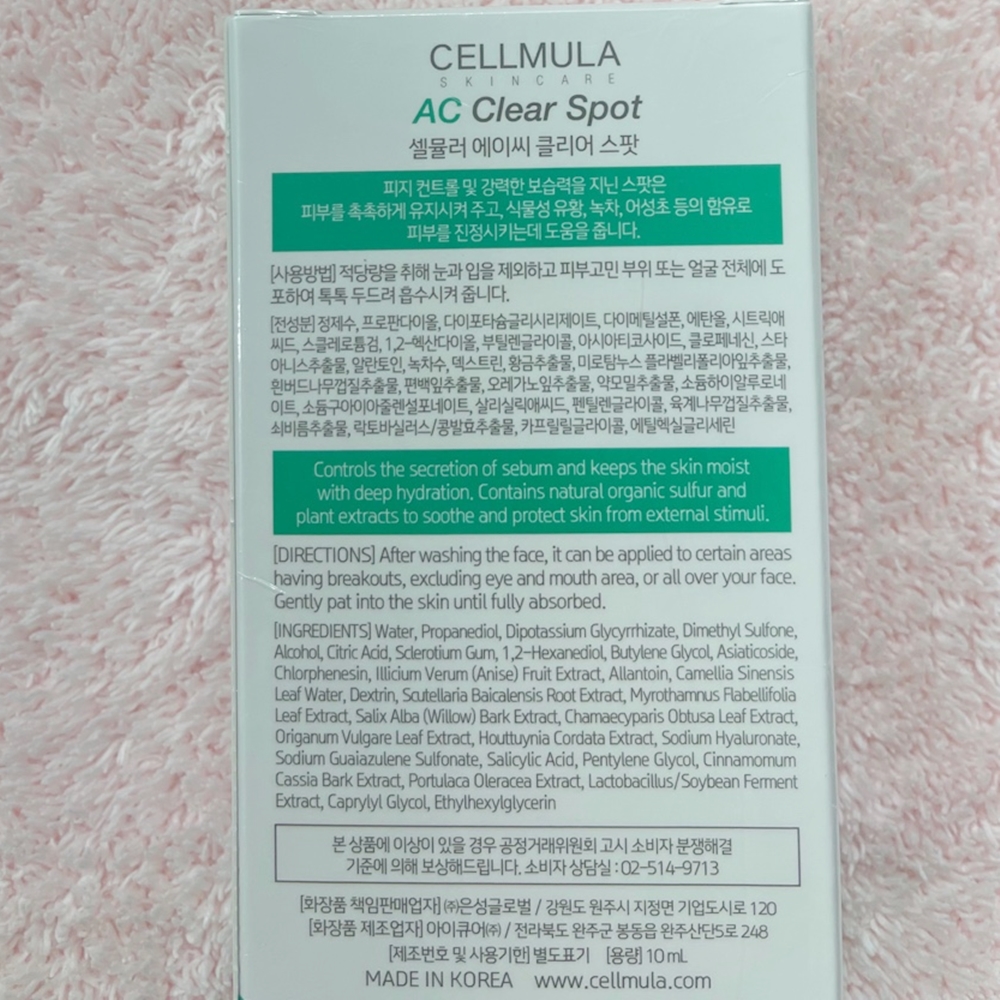 CELLMULA
SKINCARE
AC Clear Spot
셀뮬러 에이씨 클리어 스팟
피지 컨트롤 및 강력한 보습력을 지닌 스팟은
피부를 촉촉하게 유지시켜 주고, 식물성 유황, 녹차, 어성초 등의 함유로
피부를 진정시키는데 도움을 줍니다.
[사용방법] 적당량을 취해 눈과 입을 제외하고 피부고민 부위 또는 얼굴 전체에 도
포하여 톡톡 두드려 흡수시켜 줍니다.
[전성분] 정제수, 프로판다이올, 다이포타슘글리시리제이트, 다이메틸설폰, 에탄올, 시트릭애
씨드, 스클레로튬검, 1,2-헥산다이올, 부틸렌글라이콜, 아시아티코사이드, 클로페네신, 스타
아니스추출물, 알란토인, 녹차수, 덱스트린, 황금추출물, 미로탐누스 플라벨리폴리아잎추출물,
흰버드나무껍질추출물, 편백잎추출물, 오레가노잎추출물, 약모밀추출물, 소듐하이알루로네
이트, 소듐구아이아줄렌설포네이트, 살리실릭애씨드, 펜틸렌글라이콜, 육계나무껍질추출물,
쇠비름추출물, 락토바실러스/콩발효추출물, 카프릴릴글라이콜, 에틸헥실글리세린
Controls the secretion of sebum and keeps the skin moist
with deep hydration. Contains natural organic sulfur and
plant extracts to soothe and protect skin from external stimuli.
[DIRECTIONS] After washing the face, it can be applied to certain areas
having breakouts, excluding eye and mouth area, or all over your face.
Gently pat into the skin until fully absorbed.
[INGREDIENTS] Water, Propanediol, Dipotassium Glycyrrhizate, Dimethyl Sulfone,
Alcohol, Citric Acid, Sclerotium Gum, 1,2-Hexanediol, Butylene Glycol, Asiaticoside,
Chlorphenesin, Illicium Verum (Anise) Fruit Extract, Allantoin, Camellia Sinensis
Leaf Water, Dextrin, Scutellaria Baicalensis Root Extract, Myrothamnus Flabellifolia
Leaf Extract, Salix Alba (Willow) Bark Extract, Chamaecyparis Obtusa Leaf Extract,
Origanum Vulgare Leaf Extract, Houttuynia Cordata Extract, Sodium Hyaluronate,
Sodium Guaiazulene Sulfonate, Salicylic Acid, Pentylene Glycol, Cinnamomum
Cassia Bark Extract, Portulaca Oleracea Extract, Lactobacillus/Soybean Ferment
Extract, Caprylyl Glycol, Ethylhexylglycerin
본 상품에 이상이 있을 경우 공정거래위원회 고시 소비자 분쟁해결
기준에 의해 보상해드립니다. 소비자 상담실 : 02-514-9713
[화장품 책임판매업자] ㈜은성글로벌 / 강원도 원주시 지정면 기업도시로 120
[화장품 제조업자] 아이큐어㈜ / 전라북도 완주군 봉동읍 완주산단5로 248
[제조번호 및 사용기한] 별도표기 [용량] 10 mL
MADE IN KOREA www.cellmula.com